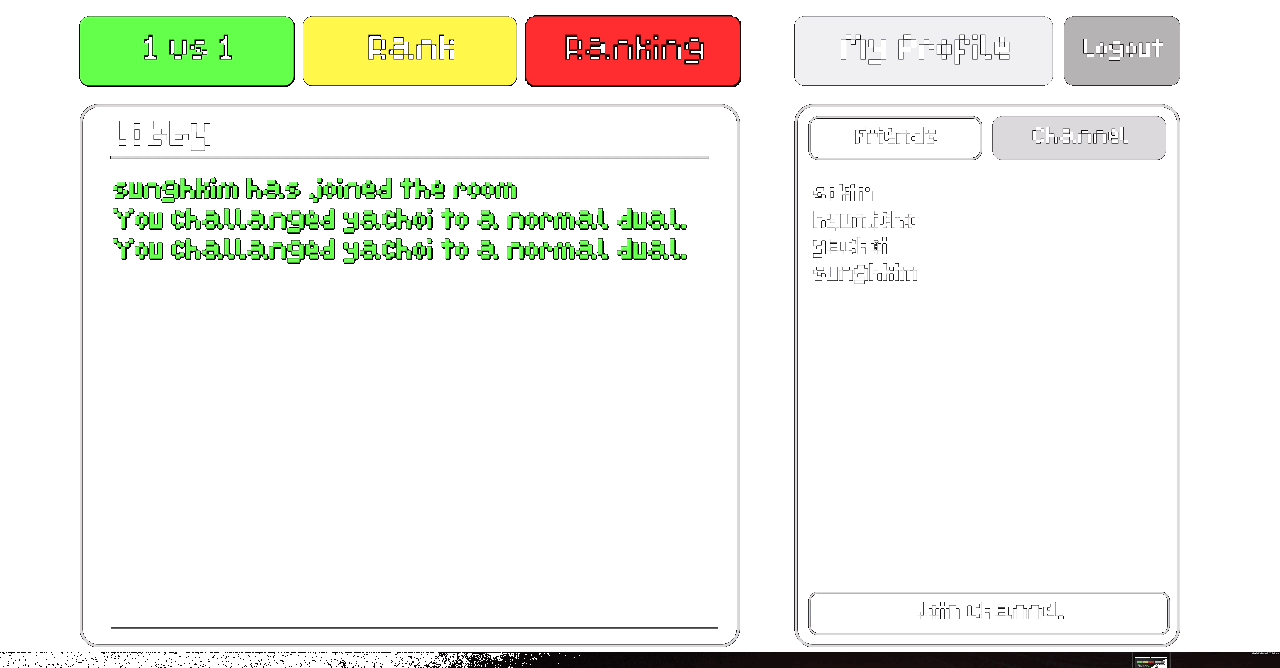 1 vs 1
Rank
Ranking
My Profile
Logout
Lobby
sunghkim has joined the room
You challanged yachoi to a normal dual.
You challanged yachoi to a normal dual.
Friends
Channel
yachoi
sunghkim
Join Channel